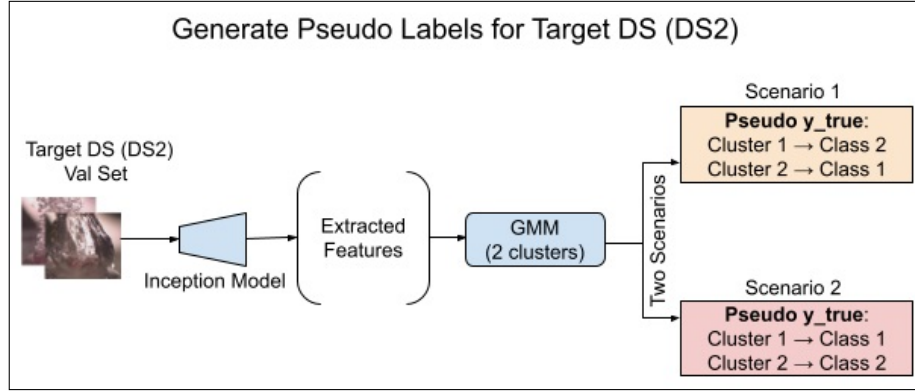 Generate Pseudo Labels for Target DS (DS2)
Target DS (DS2)
Val Set
Inception Model
Extracted
Features
GMM
(2 clusters)
Two Scenarios
Scenario 1
Pseudo y_true:
Cluster 1 → Class 2
Cluster 2 → Class 1
Scenario 2
Pseudo y_true:
Cluster 1 → Class 1
Cluster 2 → Class 2